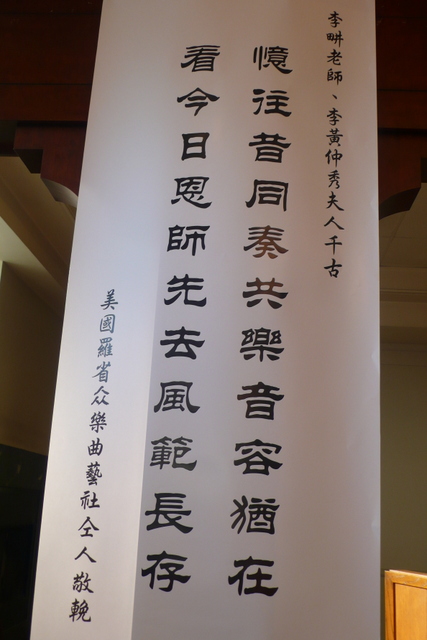 李畊老師、李黃仲秀夫人千古
憶往昔同奏共樂音容猶在
看今日恩師先去風範長存
美國羅省众樂曲藝社仝人敬輓